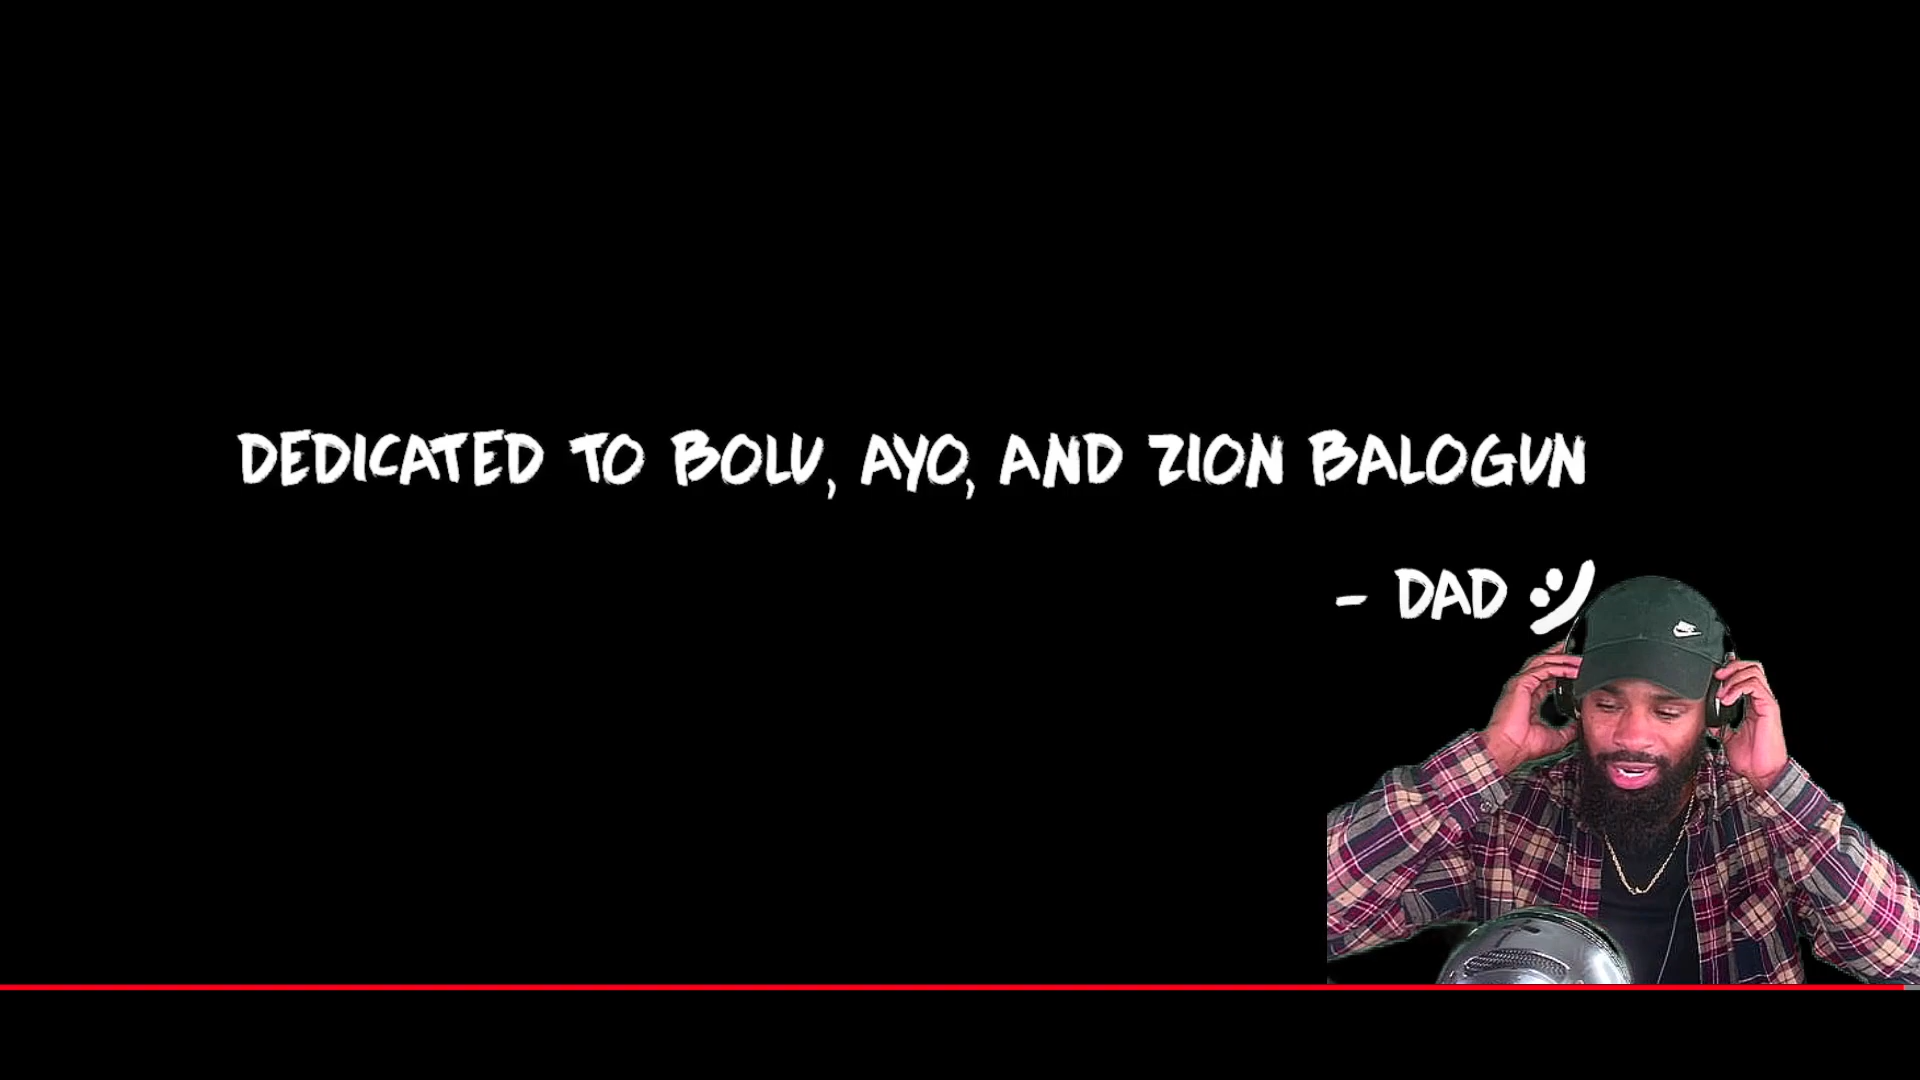 DEDICATED TO BOLU, AYO, AND ZION BALOGUN
- DAD :)